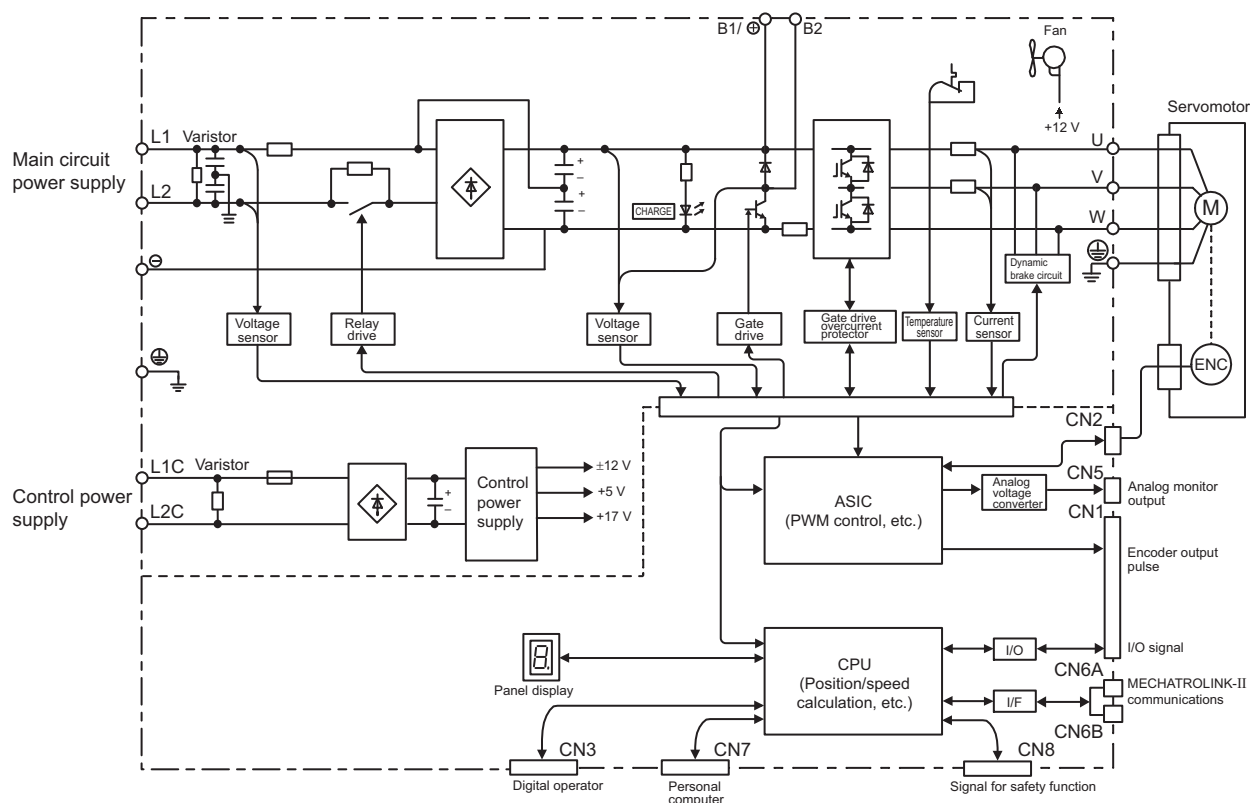 B1/ ⊕
B2
Fan
+12 V
Servomotor
Main circuit
power supply
L1
Varistor
L2
U
V
W
M
+
–
+
–
CHARGE
⊖
Dynamic
brake circuit
Voltage
sensor
Relay
drive
Voltage
sensor
Gate
drive
Gate drive
overcurrent
protector
Temperature
sensor
Current
sensor
ENC
Control power
supply
L1C
Varistor
L2C
+
–
Control
power
supply
±12 V
+5 V
+17 V
ASIC
(PWM control, etc.)
Analog
voltage
converter
CN2
CN5
Analog monitor
output
CN1
Encoder output
pulse
8.
Panel display
CPU
(Position/speed
calculation, etc.)
I/O
I/O signal
CN6A
I/F
MECHATROLINK-II
communications
CN6B
CN3
Digital operator
CN7
Personal
computer
CN8
Signal for safety function